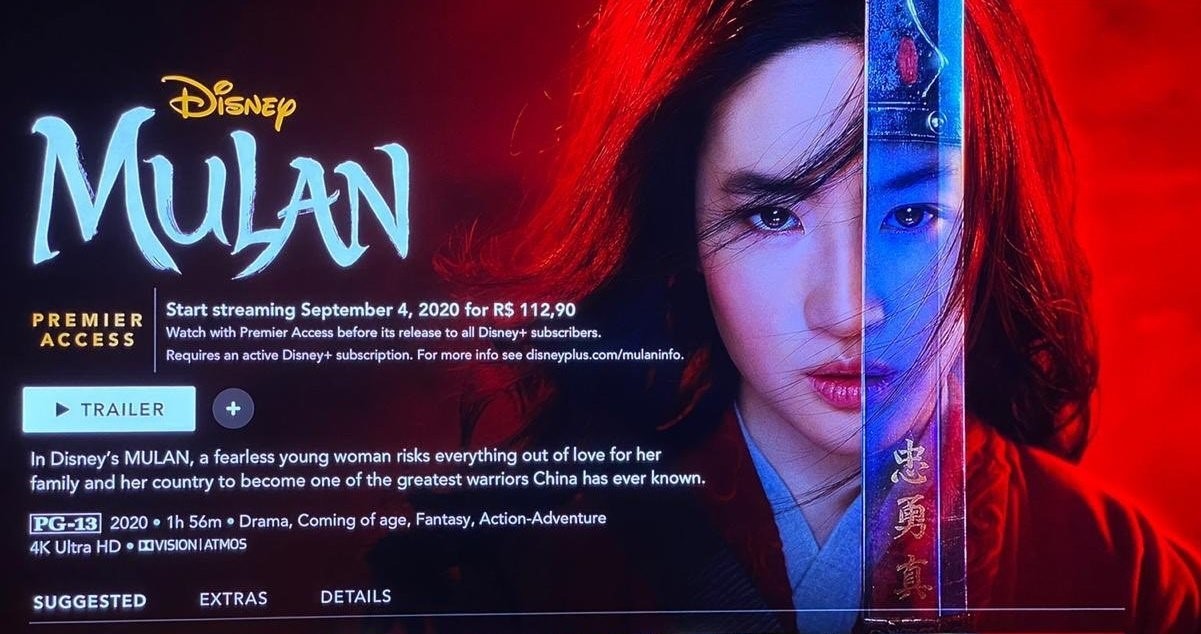 Disney
MULAN
PREMIER
ACCESS
Start streaming September 4, 2020 for R$ 112,90
Watch with Premier Access before its release to all Disney+ subscribers.
Requires an active Disney+ subscription. For more info see disneyplus.com/mulaninfo.
TRAILER
+
In Disney's MULAN, a fearless young woman risks everything out of love for her
family and her country to become one of the greatest warriors China has ever known.
PG-13 2020 • 1h 56m • Drama, Coming of age, Fantasy, Action-Adventure
4K Ultra HD • VISION | ATMOS
SUGGESTED EXTRAS DETAILS
忠
勇
真